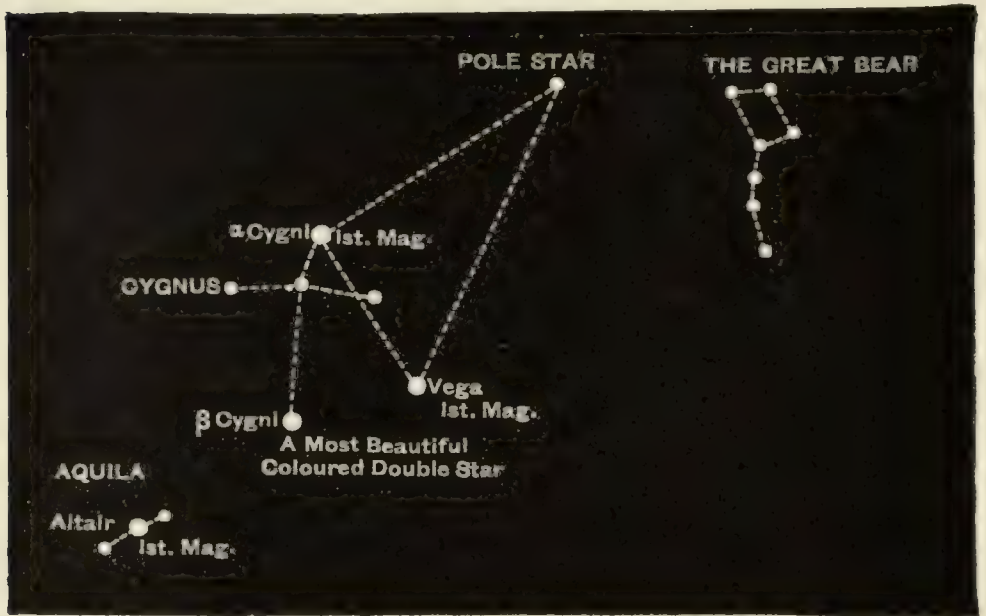 POLE STAR
THE GREAT BEAR
α Cygni
1st. Mag.
CYGNUS
Vega
1st. Mag.
β Cygni
A Most Beautiful
Coloured Double Star
AQUILA
Altair
1st. Mag.